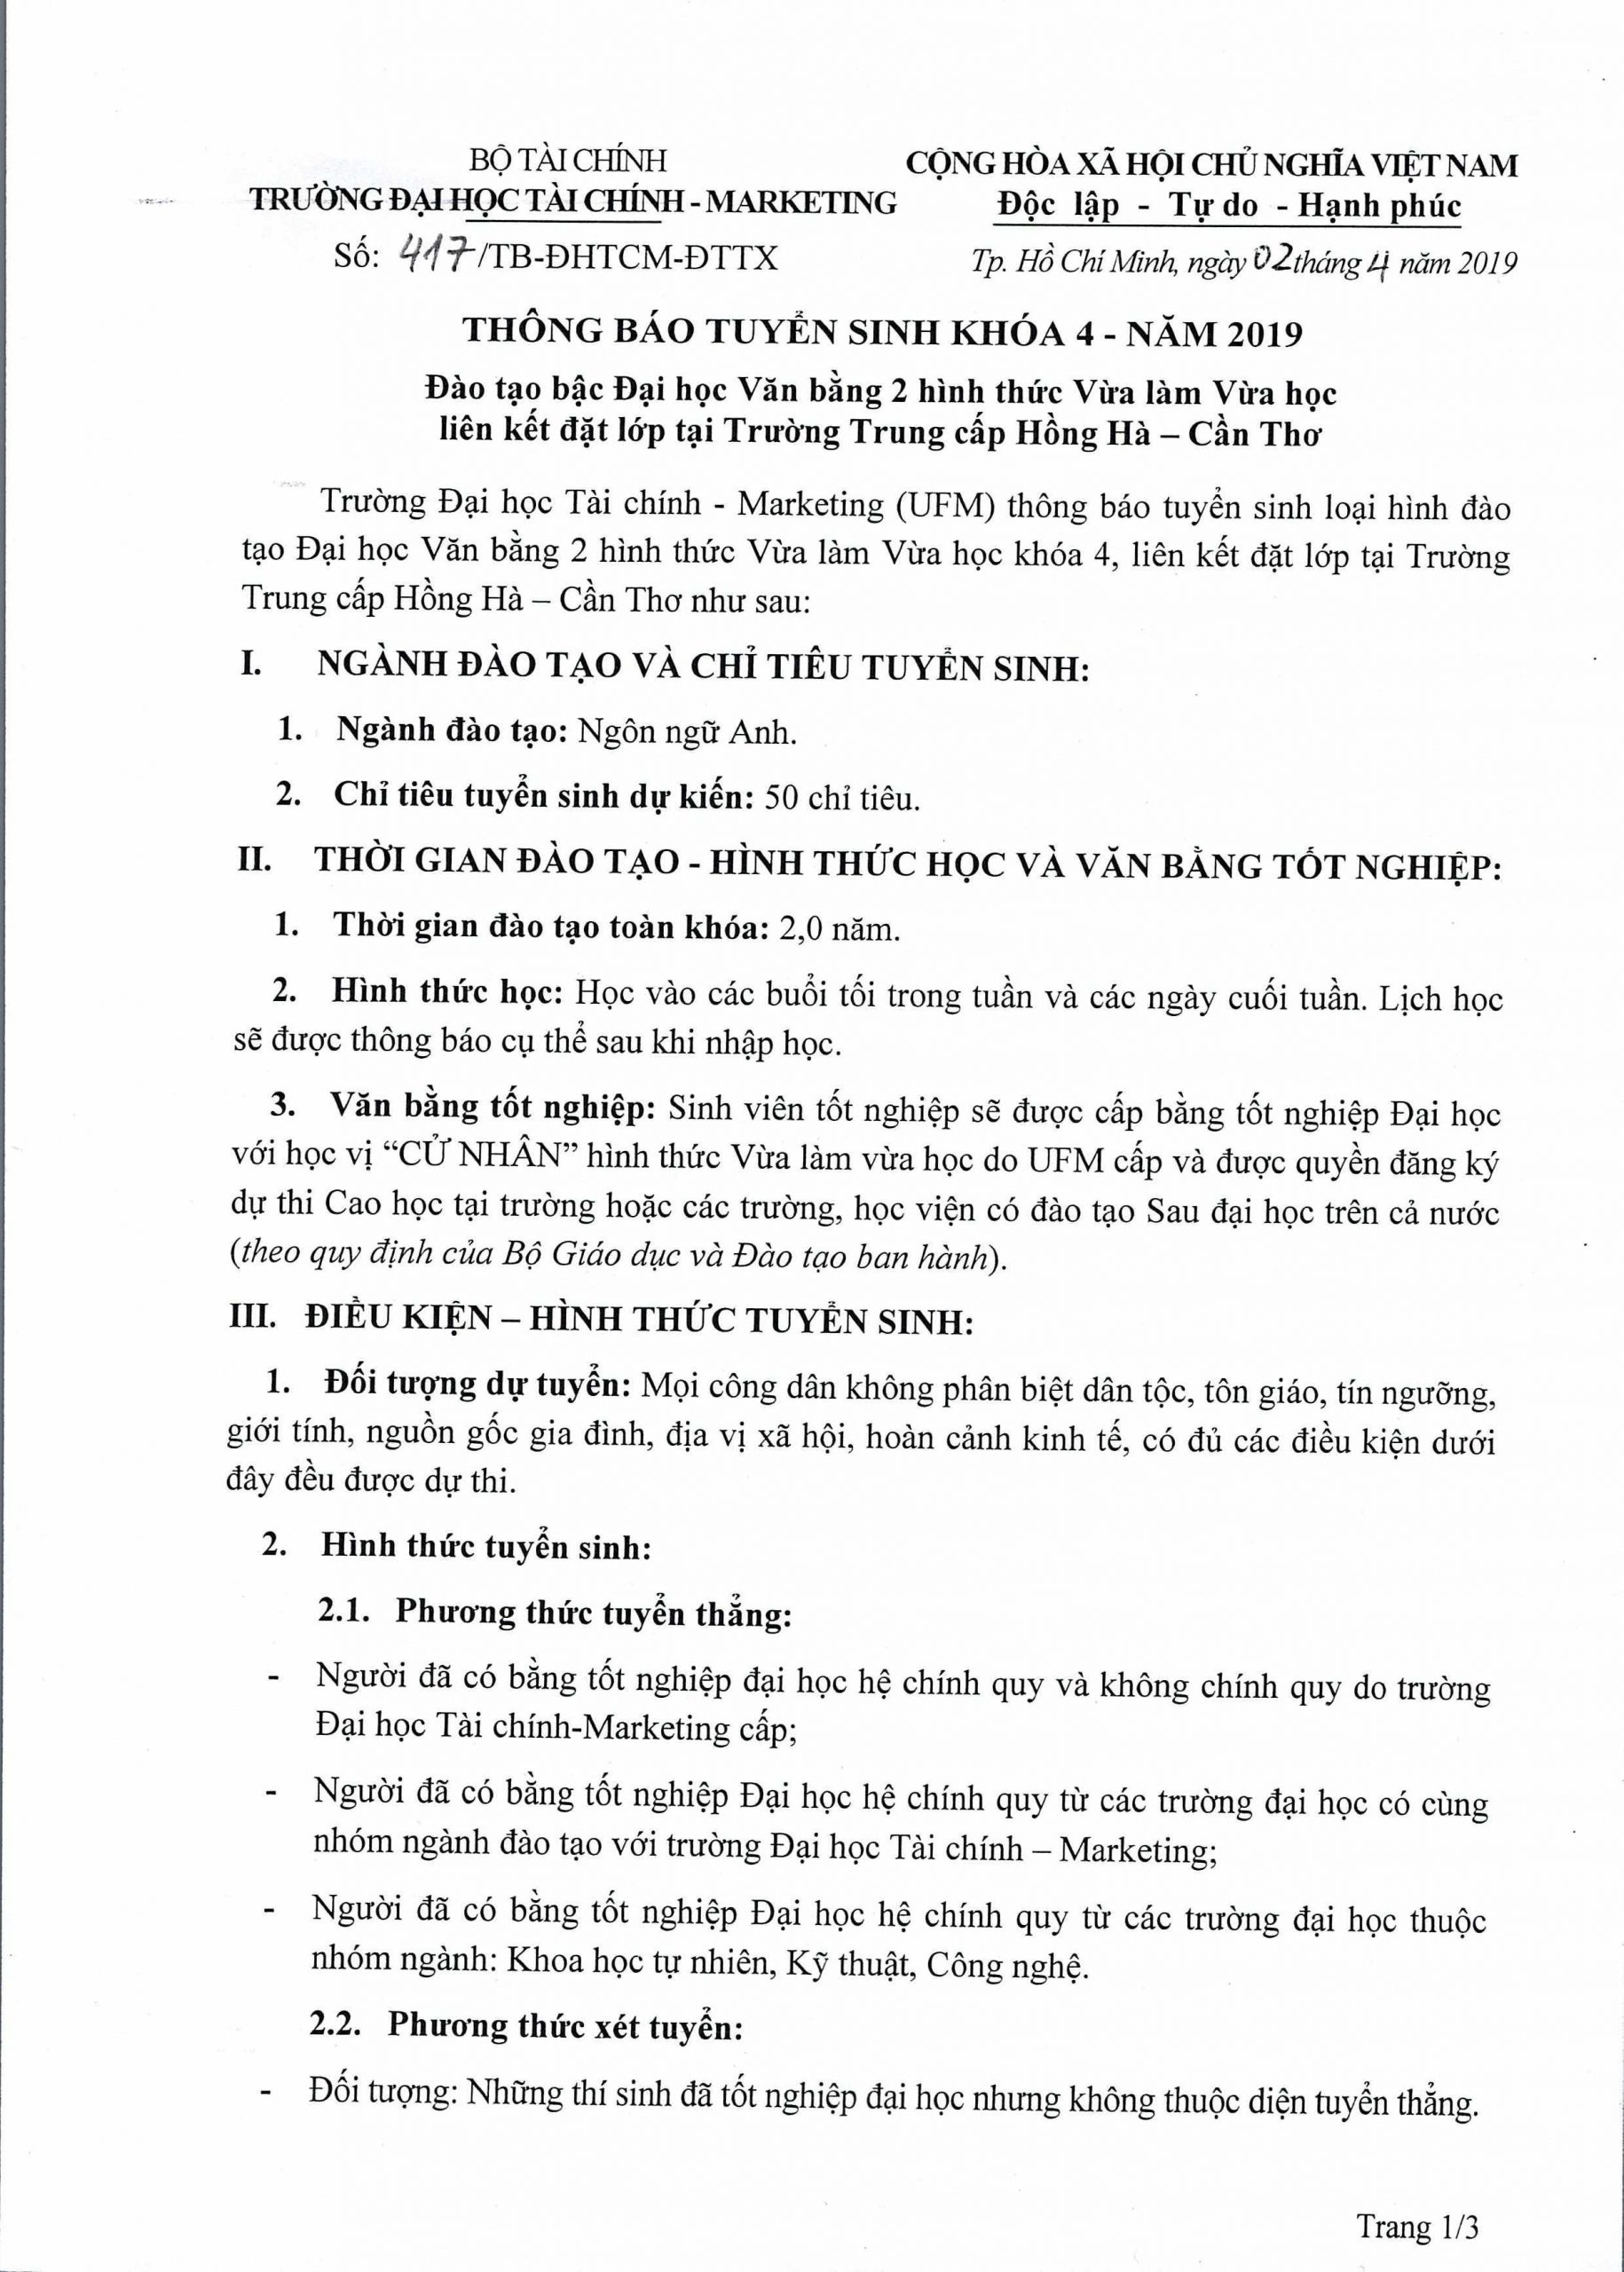 BỘ TÀI CHÍNH
TRƯỜNG ĐẠI HỌC TÀI CHÍNH - MARKETING
Số: 417/TB-ĐHTCM-ĐTTX
CỘNG HÒA XÃ HỘI CHỦ NGHĨA VIỆT NAM
Độc lập - Tự do - Hạnh phúc
Tp. Hồ Chí Minh, ngày 02 tháng 4 năm 2019
THÔNG BÁO TUYỂN SINH KHÓA 4 - NĂM 2019
Đào tạo bậc Đại học Văn bằng 2 hình thức Vừa làm Vừa học
liên kết đặt lớp tại Trường Trung cấp Hồng Hà – Cần Thơ
Trường Đại học Tài chính - Marketing (UFM) thông báo tuyển sinh loại hình đào
tạo Đại học Văn bằng 2 hình thức Vừa làm Vừa học khóa 4, liên kết đặt lớp tại Trường
Trung cấp Hồng Hà – Cần Thơ như sau:
I. NGÀNH ĐÀO TẠO VÀ CHỈ TIÊU TUYỂN SINH:
1. Ngành đào tạo: Ngôn ngữ Anh.
2. Chỉ tiêu tuyển sinh dự kiến: 50 chỉ tiêu.
II. THỜI GIAN ĐÀO TẠO - HÌNH THỨC HỌC VÀ VĂN BẰNG TỐT NGHIỆP:
1. Thời gian đào tạo toàn khóa: 2,0 năm.
2. Hình thức học: Học vào các buổi tối trong tuần và các ngày cuối tuần. Lịch học
sẽ được thông báo cụ thể sau khi nhập học.
3. Văn bằng tốt nghiệp: Sinh viên tốt nghiệp sẽ được cấp bằng tốt nghiệp Đại học
với học vị “CỬ NHÂN” hình thức Vừa làm vừa học do UFM cấp và được quyền đăng ký
dự thi Cao học tại trường hoặc các trường, học viện có đào tạo Sau đại học trên cả nước
(theo quy định của Bộ Giáo dục và Đào tạo ban hành).
III. ĐIỀU KIỆN – HÌNH THỨC TUYỂN SINH:
1. Đối tượng dự tuyển: Mọi công dân không phân biệt dân tộc, tôn giáo, tín ngưỡng,
giới tính, nguồn gốc gia đình, địa vị xã hội, hoàn cảnh kinh tế, có đủ các điều kiện dưới
đây đều được dự thi.
2. Hình thức tuyển sinh:
2.1. Phương thức tuyển thẳng:
- Người đã có bằng tốt nghiệp đại học hệ chính quy và không chính quy do trường
Đại học Tài chính-Marketing cấp;
- Người đã có bằng tốt nghiệp Đại học hệ chính quy từ các trường đại học có cùng
nhóm ngành đào tạo với trường Đại học Tài chính – Marketing;
- Người đã có bằng tốt nghiệp Đại học hệ chính quy từ các trường đại học thuộc
nhóm ngành: Khoa học tự nhiên, Kỹ thuật, Công nghệ.
2.2. Phương thức xét tuyển:
- Đối tượng: Những thí sinh đã tốt nghiệp đại học nhưng không thuộc diện tuyển thẳng.
Trang 1/3